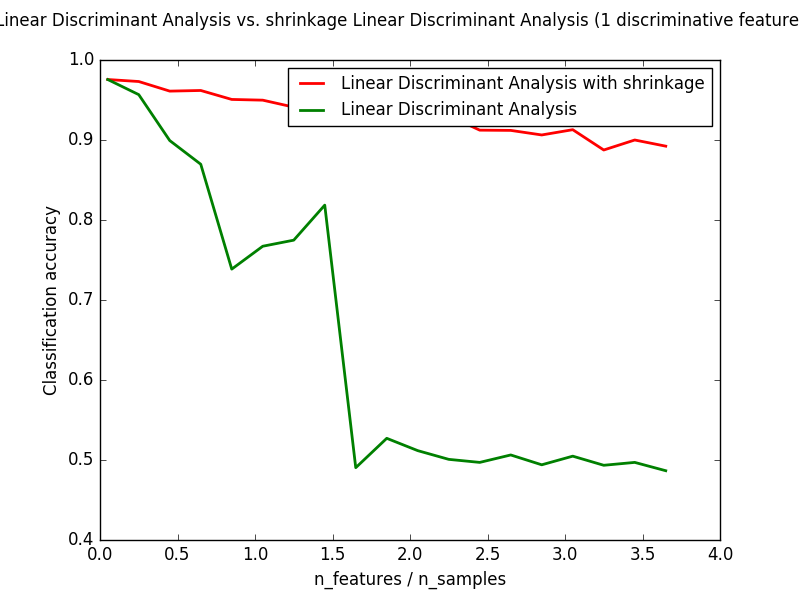 Linear Discriminant Analysis vs. shrinkage Linear Discriminant Analysis (1 discriminative feature
1.0
0.9
0.8
0.7
0.6
0.5
0.4
Classification accuracy
Linear Discriminant Analysis with shrinkage
Linear Discriminant Analysis
0.0 0.5 1.0 1.5 2.0 2.5 3.0 3.5 4.0
n_features / n_samples